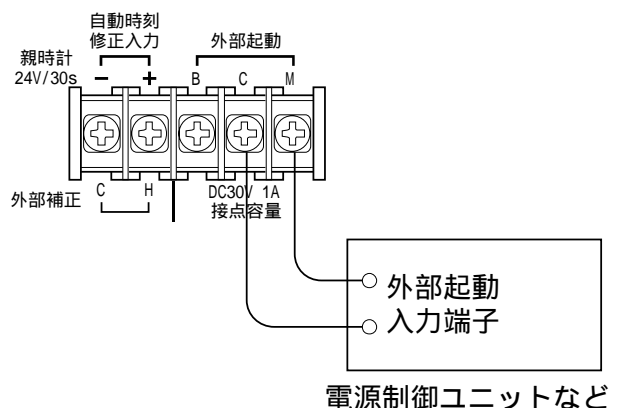 自動時刻
修正入力
外部起動
親時計
24V/30s
− + B C M
外部補正
C H
DC30V 1A
接点容量
外部起動
入力端子
電源制御ユニットなど